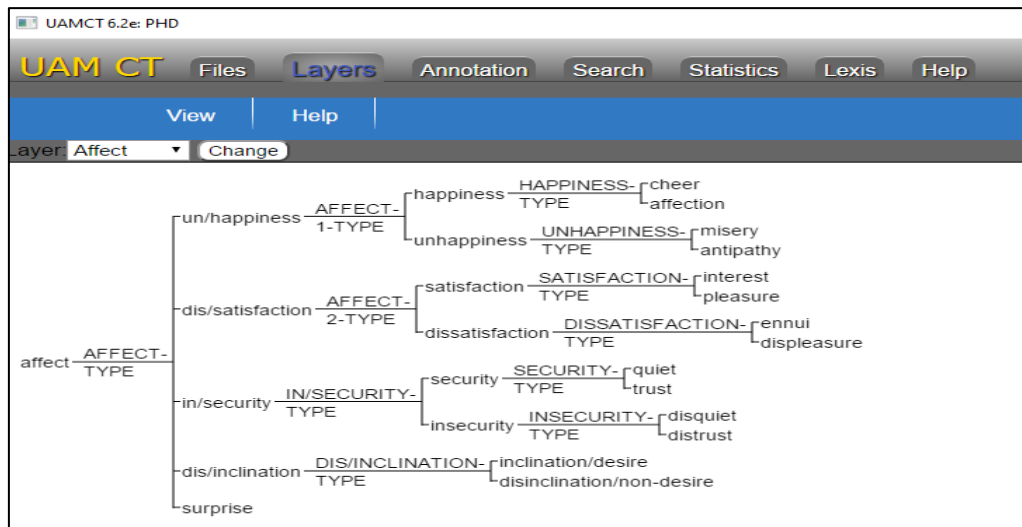 UAMCT 6.2e: PHD
UAM CT Files Layers Annotation Search Statistics Lexis Help
View Help
Layer: Affect Change
HAPPINESS- cheer
happiness TYPE affection
un/happiness AFFECT-
1-TYPE
unhappiness UNHAPPINESS- misery
TYPE antipathy
satisfaction SATISFACTION- interest
TYPE pleasure
dis/satisfaction AFFECT-
2-TYPE
dissatisfaction DISSATISFACTION- ennui
TYPE displeasure
affect AFFECT-
TYPE
security SECURITY- quiet
TYPE trust
in/security IN/SECURITY-
TYPE
insecurity INSECURITY- disquiet
TYPE distrust
dis/inclination DIS/INCLINATION- inclination/desire
TYPE disinclination/non-desire
surprise